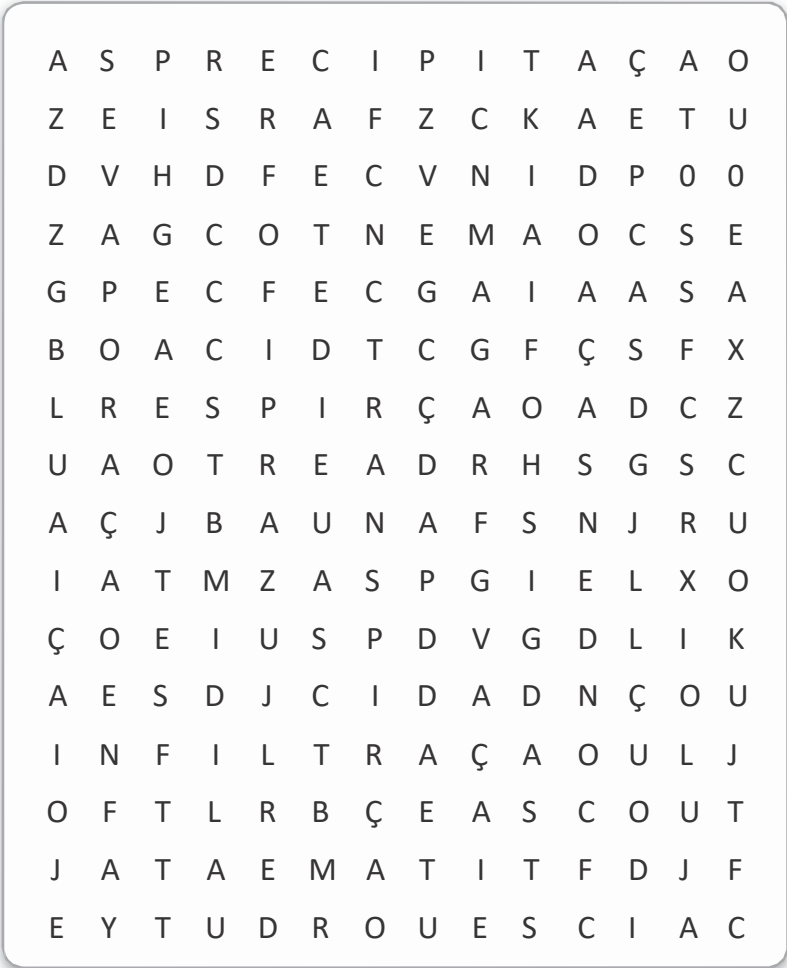 A S P R E C I P I T A Ç A O
Z E I S R A F Z C K A E T U
D V H D F E C V N I D P 0 0
Z A G C O T N E M A O C S E
G P E C F E C G A I A A S A
B O A C I D T C G F Ç S F X
L R E S P I R Ç A O A D C Z
U A O T R E A D R H S G S C
A Ç J B A U N A F S N J R U
I A T M Z A S P G I E L X O
Ç O E I U S P D V G D L I K
A E S D J C I D A D N Ç O U
I N F I L T R A Ç A O U L J
O F T L R B Ç E A S C O U T
J A T A E M A T I T F D J F
E Y T U D R O U E S C I A C